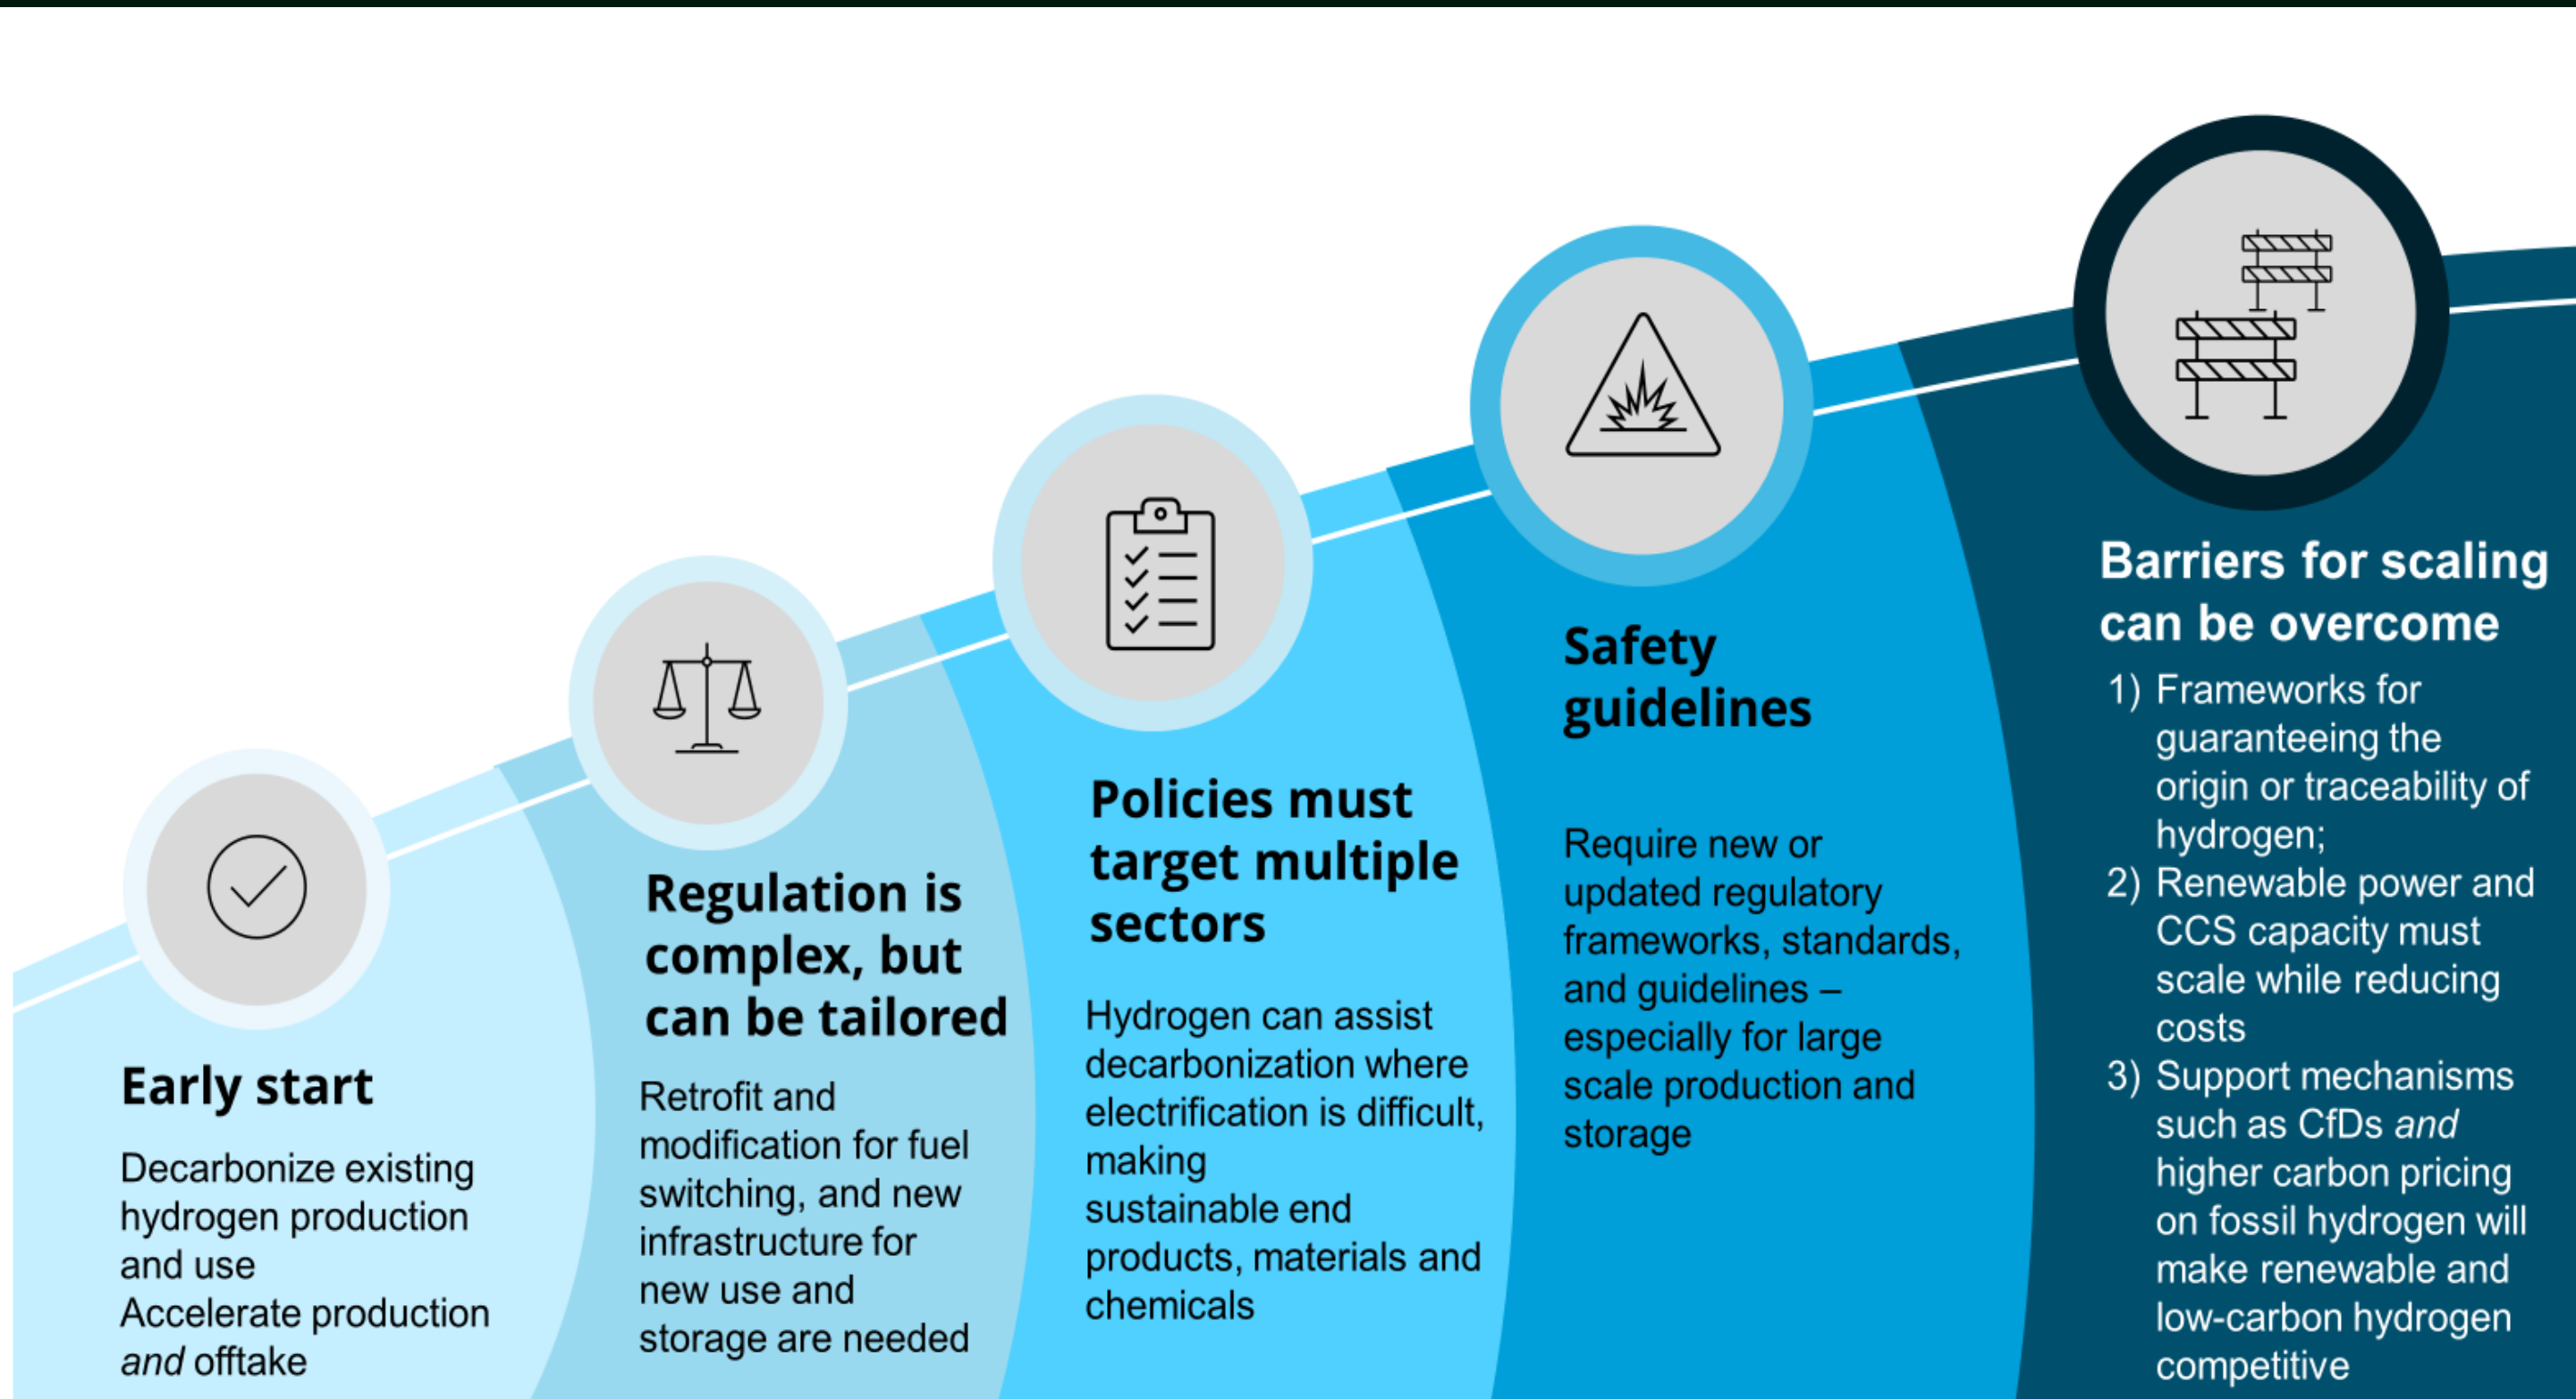 Early start
Decarbonize existing
hydrogen production
and use
Accelerate production
and offtake
Regulation is
complex, but
can be tailored
Retrofit and
modification for fuel
switching, and new
infrastructure for
new use and
storage are needed
Policies must
target multiple
sectors
Hydrogen can assist
decarbonization where
electrification is difficult,
making
sustainable end
products, materials and
chemicals
Safety
guidelines
Require new or
updated regulatory
frameworks, standards,
and guidelines –
especially for large
scale production and
storage
Barriers for scaling
can be overcome
1) Frameworks for
guaranteeing the
origin or traceability of
hydrogen;
2) Renewable power and
CCS capacity must
scale while reducing
costs
3) Support mechanisms
such as CfDs and
higher carbon pricing
on fossil hydrogen will
make renewable and
low-carbon hydrogen
competitive